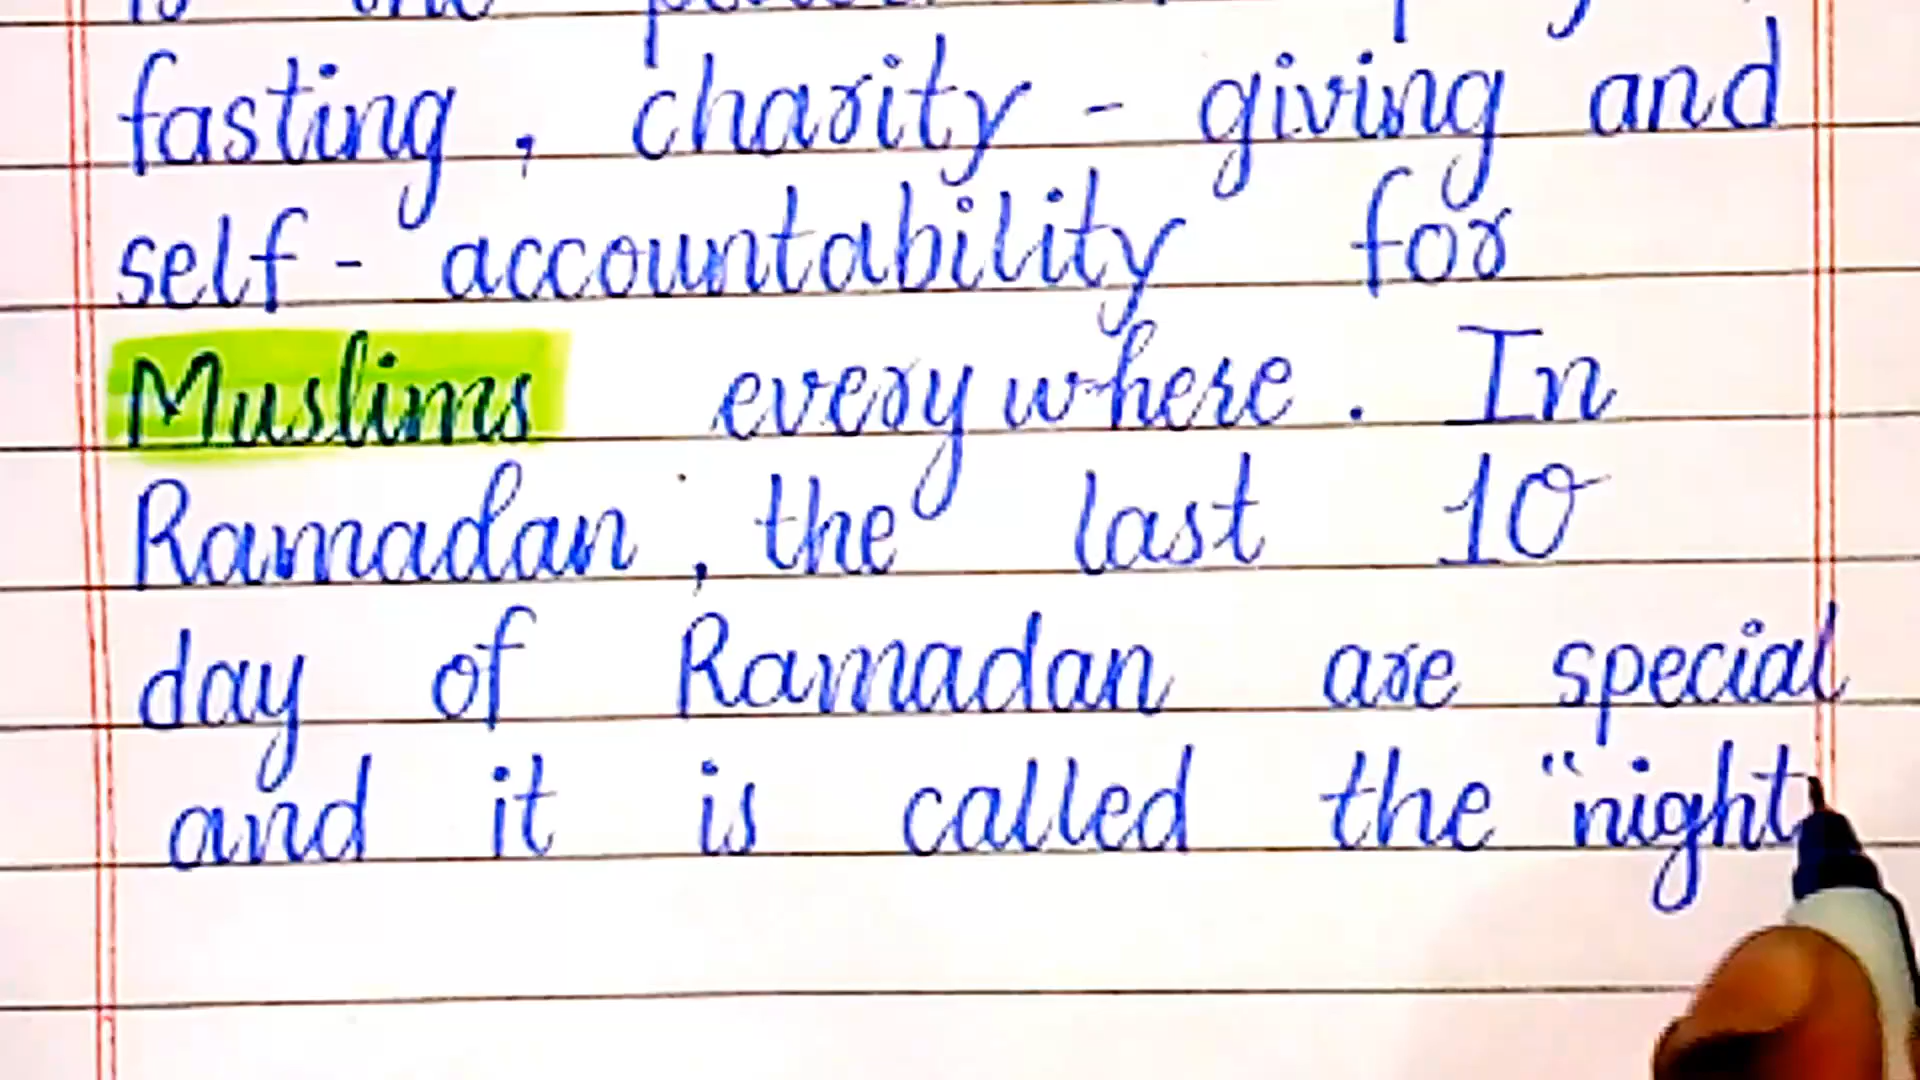 fasting, charity - giving and
self - accountability for
Muslims everywhere. In
Ramadan, the last 10
day of Ramadan are special
and it is called the "night